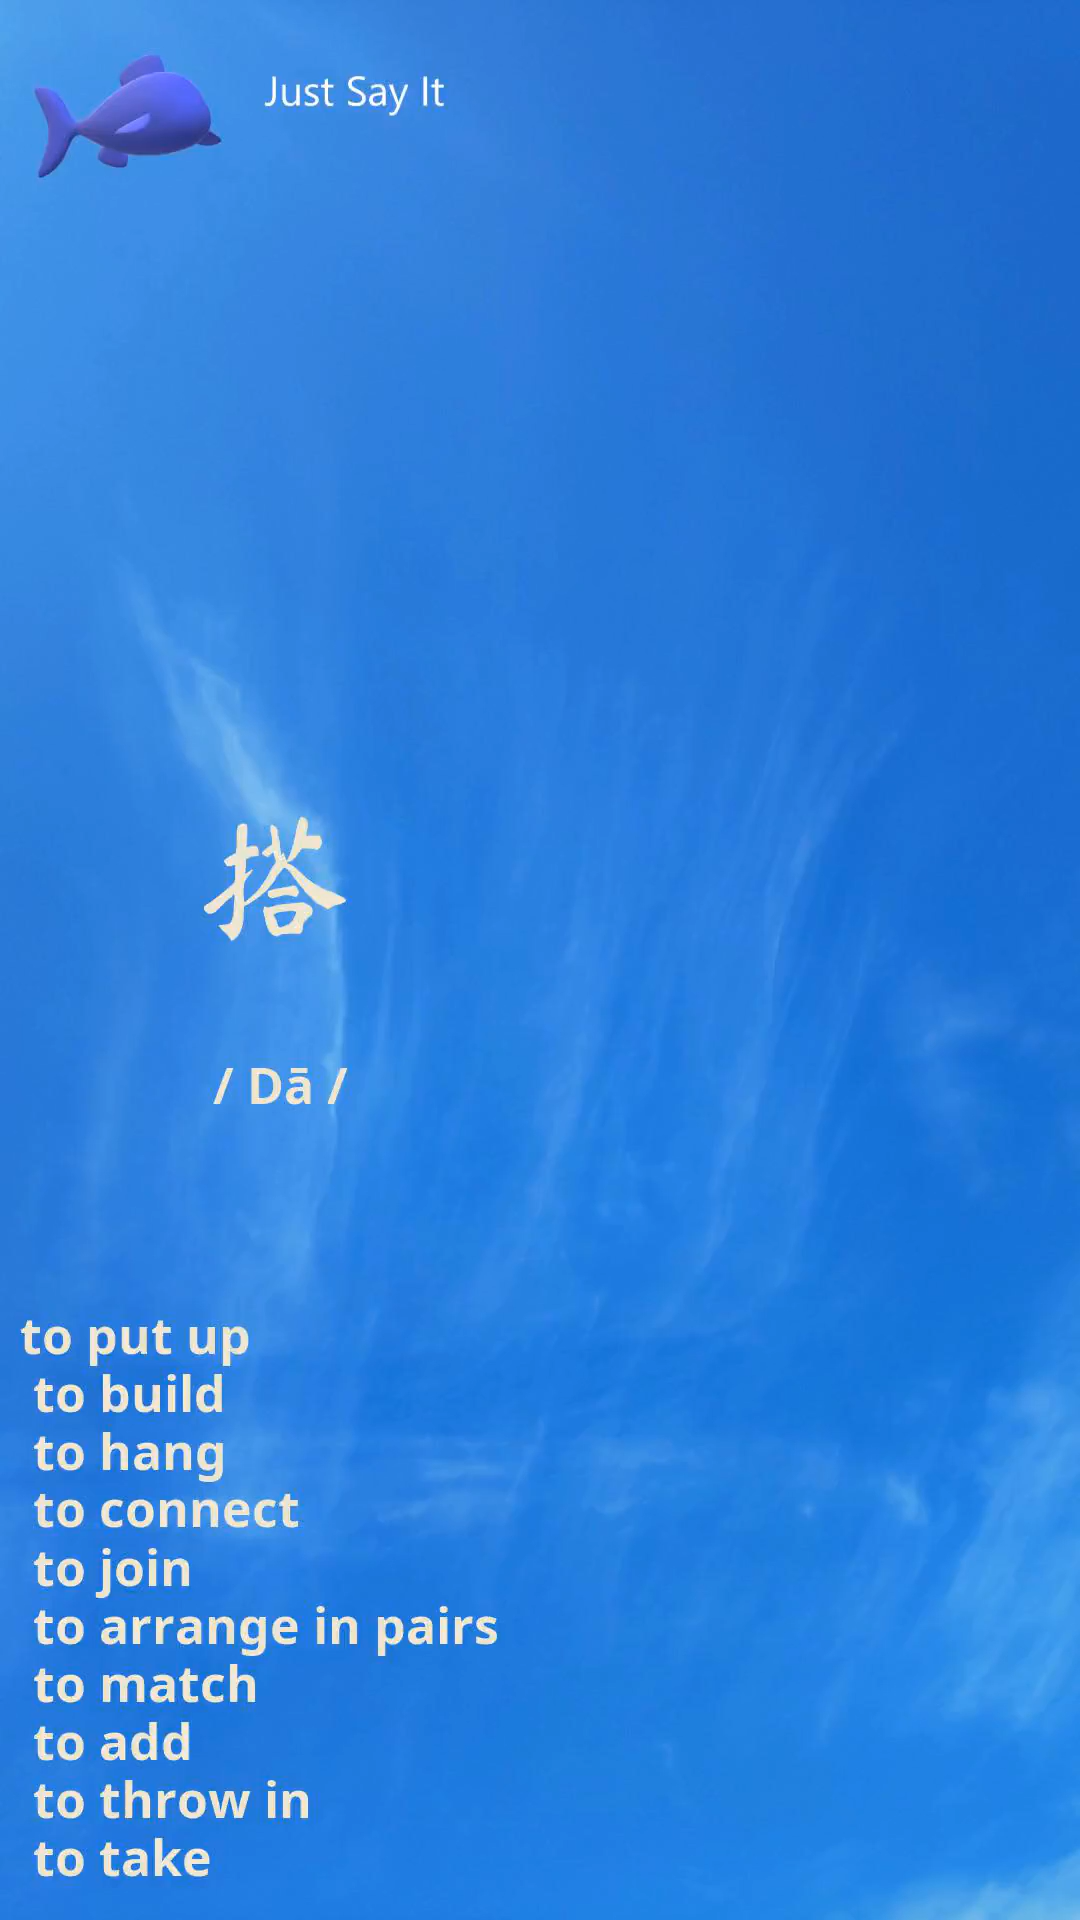 Just Say It
搭
/ Dā /
to put up
to build
to hang
to connect
to join
to arrange in pairs
to match
to add
to throw in
to take